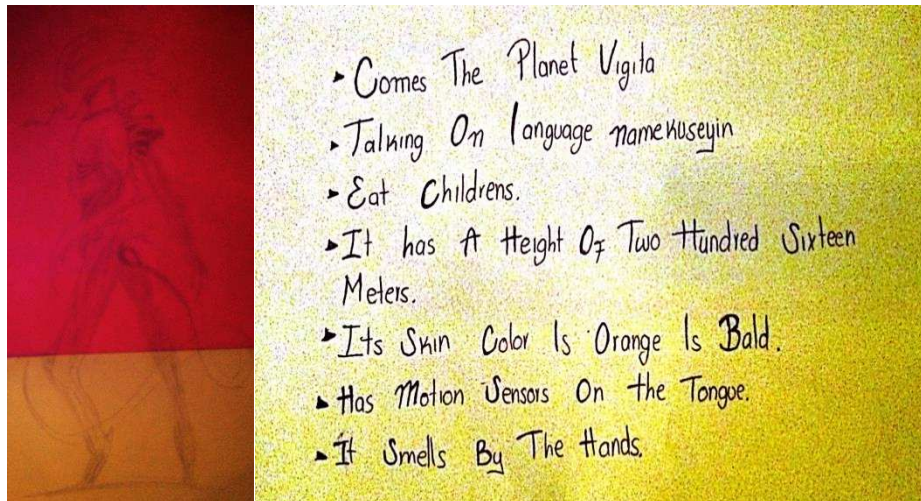 ▸ Comes The Planet Vigita
▸ Talking On language namekuseyin
▸ Eat Childrens.
▸ It has A Height Of Two Hundred Sixteen
Meters.
▸ Its Skin Color Is Orange Is Bald.
▸ Has Motion Sensors On the Tongue.
▸ It Smells By The Hands.